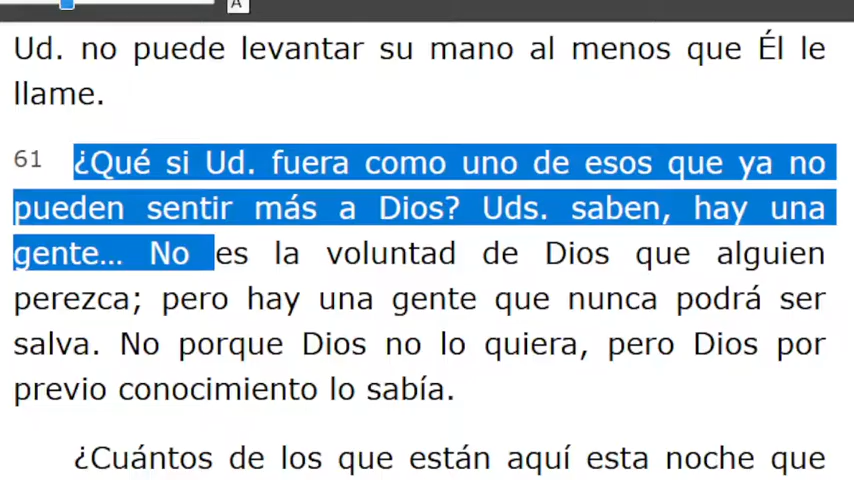 A
Ud. no puede levantar su mano al menos que Él le
llame.
61 ¿Qué si Ud. fuera como uno de esos que ya no
pueden sentir más a Dios? Uds. saben, hay una
gente… No es la voluntad de Dios que alguien
perezca; pero hay una gente que nunca podrá ser
salva. No porque Dios no lo quiera, pero Dios por
previo conocimiento lo sabía.
¿Cuántos de los que están aquí esta noche que